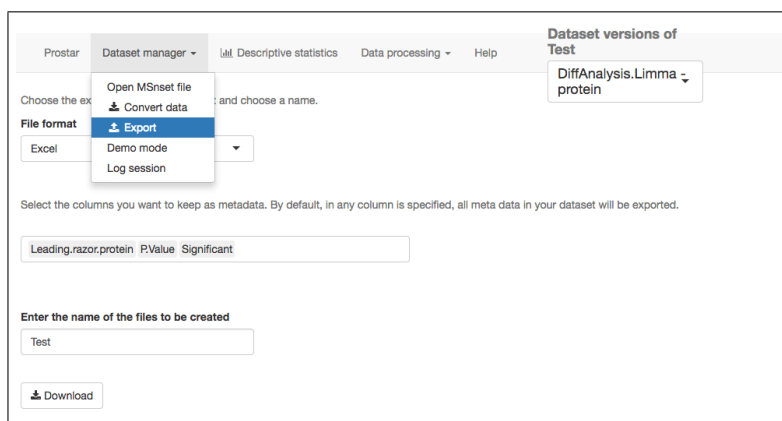 Dataset versions of
Test
Prostar Dataset manager Descriptive statistics Data processing Help
DiffAnalysis.Limma -
protein
Open MSnset file
Choose the ex t and choose a name.
Convert data
File format
Export
Excel
Demo mode
Log session
Select the columns you want to keep as metadata. By default, in any column is specified, all meta data in your dataset will be exported.
Leading.razor.protein P.Value Significant
Enter the name of the files to be created
Test
Download